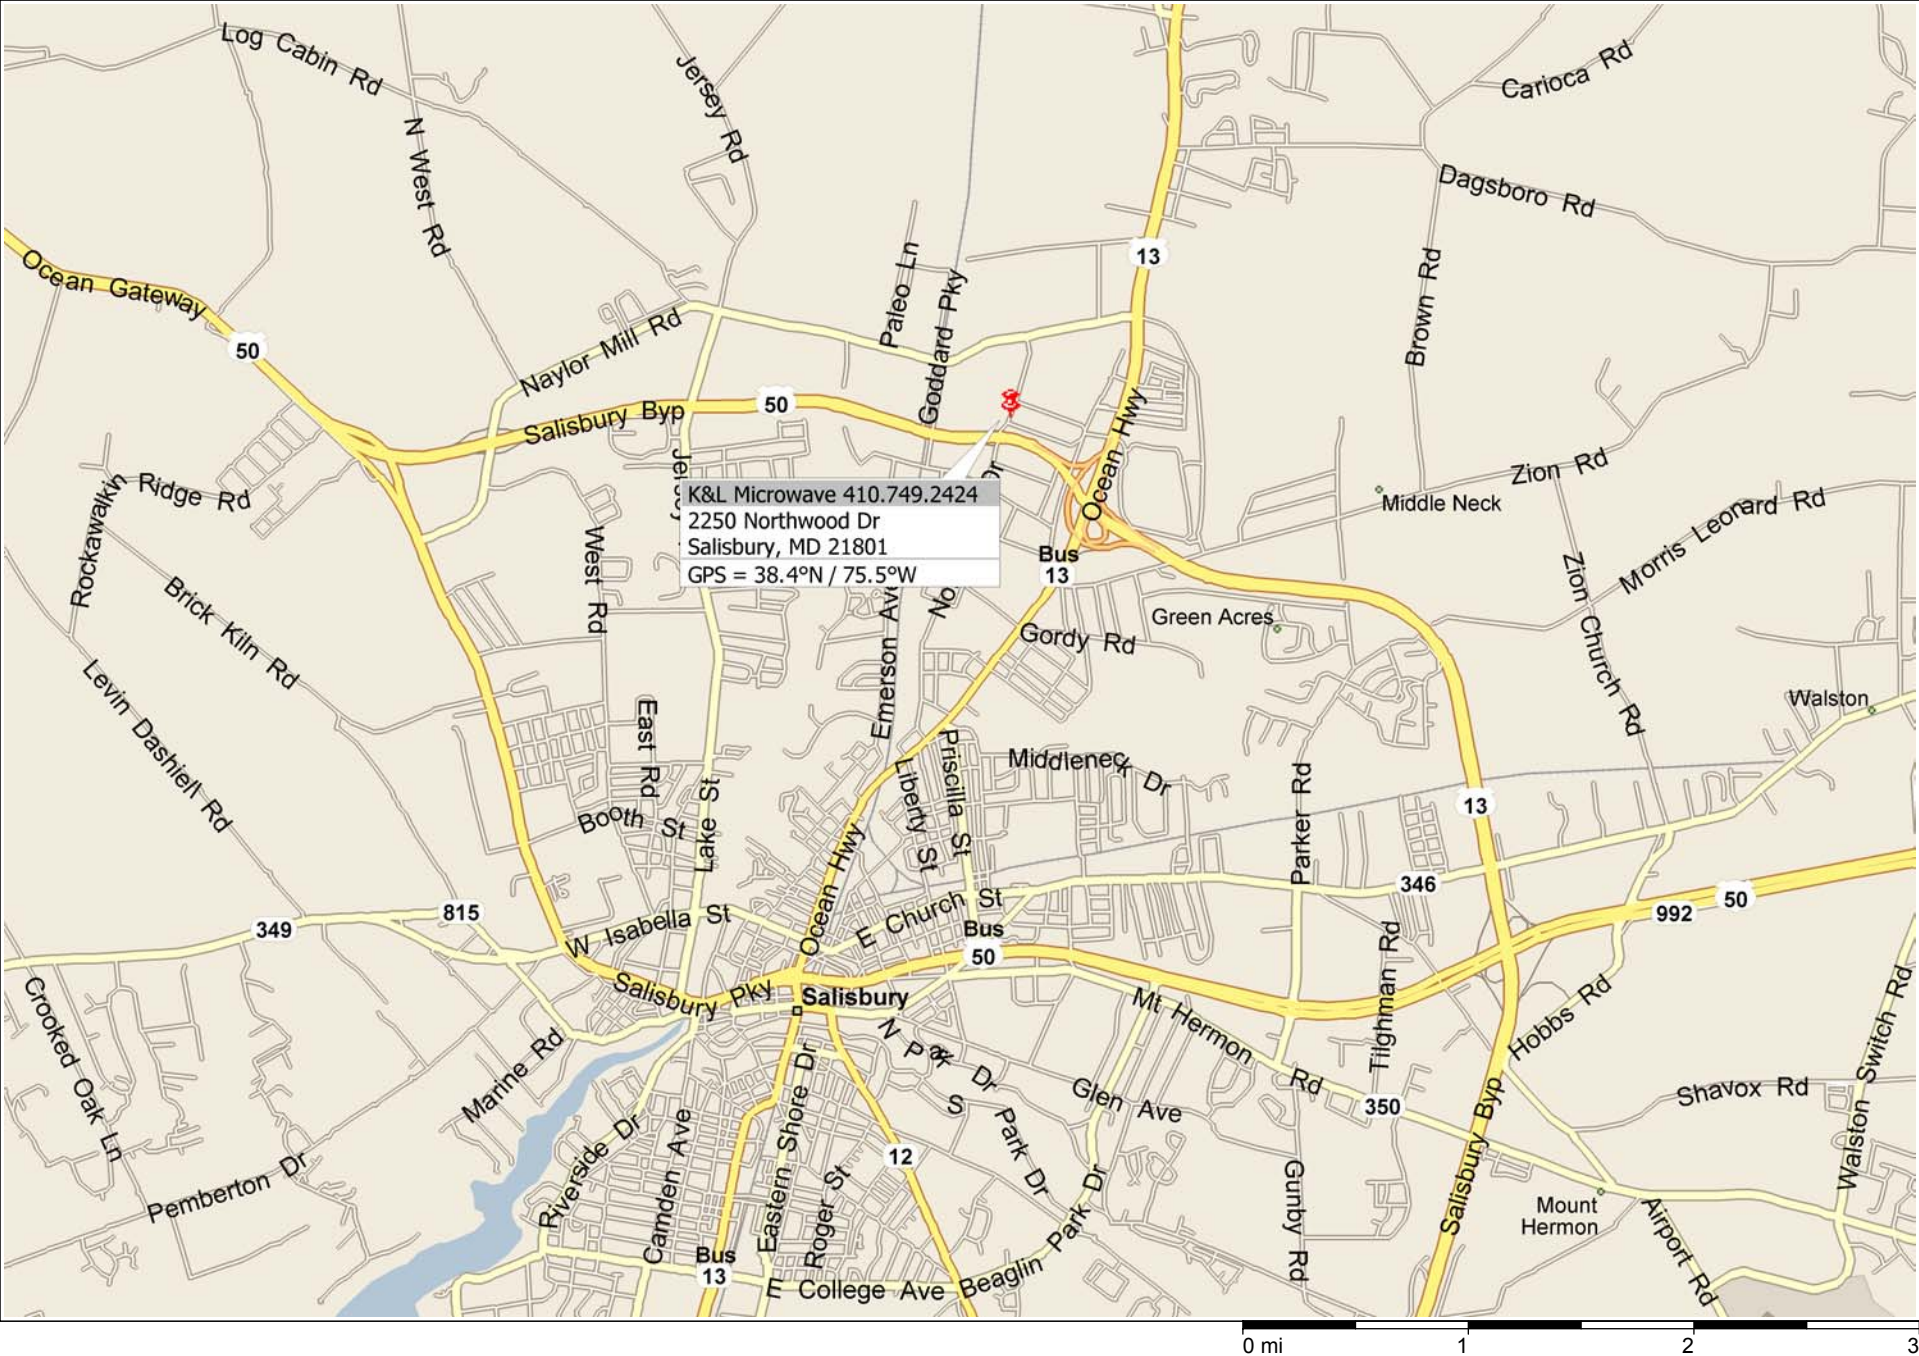 Log Cabin Rd
N West Rd
Jersey Rd
Carioca Rd
Dagsboro Rd
Ocean Gateway
13
Paleo Ln
Goddard Pky
Brown Rd
50
Naylor Mill Rd
50
Salisbury Byp
Ocean Hwy
Zion Rd
Middle Neck
Morris Leonard Rd
Rockawalkin
Ridge Rd
K&L Microwave 410.749.2424
2250 Northwood Dr
Salisbury, MD 21801
GPS = 38.4°N / 75.5°W
Dr
Bus
13
Brick Kiln Rd
West Rd
Emerson Ave
Gordy Rd
Green Acres
Zion Church Rd
Walston
Levin Dashiell Rd
East Rd
Priscilla St
Middleneck Dr
Liberty St
Parker Rd
13
Booth St
Lake St
Ocean Hwy
346
349
815
W Isabella St
E Church St
Bus
50
992
50
Salisbury Pky
Salisbury
Mt Hermon Rd
Tilghman Rd
Hobbs Rd
Crooked Oak Ln
Marine Rd
N Park Dr
Glen Ave
350
Shavox Rd
Walston Switch Rd
S Park Dr
Pemberton Dr
Riverside Dr
Camden Ave
Eastern Shore Dr
Roger St
12
Beaglin Park Dr
Gumby Rd
Salisbury Byp
Mount
Hermon
Airport Rd
Bus
13
E College Ave
0 mi 1 2 3